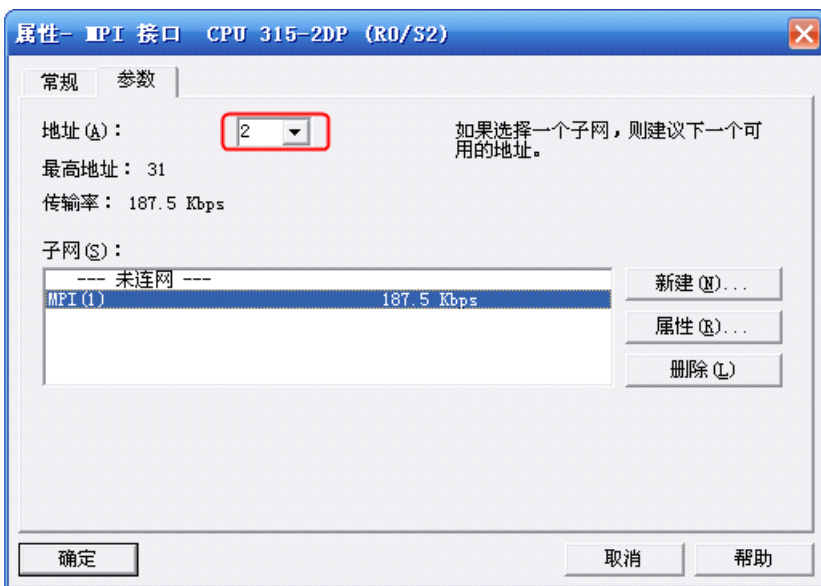 属性- MPI 接口  CPU 315-2DP (R0/S2)
常规 参数
地址(A)： 2
如果选择一个子网，则建议下一个可
用的地址。
最高地址： 31
传输率： 187.5 Kbps
子网(S)：
--- 未连网 ---
MPI(1) 187.5 Kbps
新建(N)...
属性(R)...
删除(L)
确定 取消 帮助